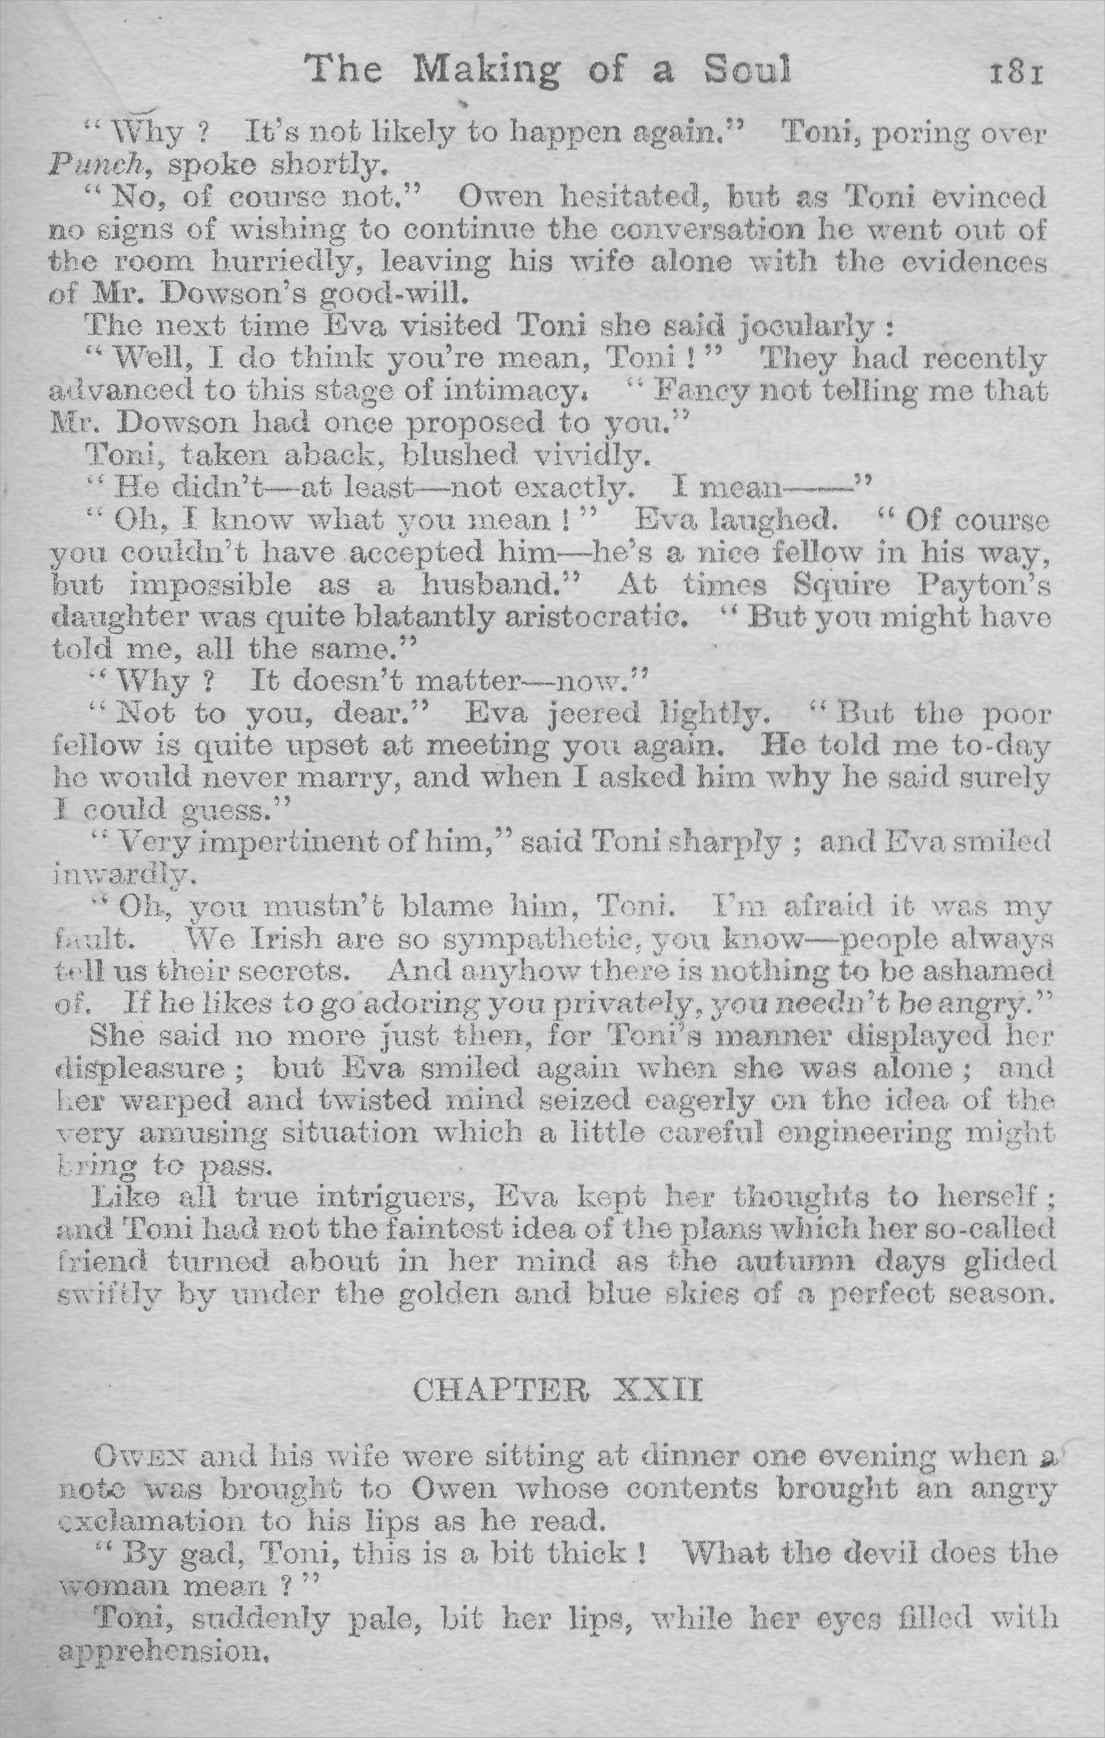 The Making of a Soul 181
“ Why ? It’s not likely to happen again.” Toni, poring over
Punch, spoke shortly.
“ No, of course not.” Owen hesitated, but as Toni evinced
no signs of wishing to continue the conversation he went out of
the room hurriedly, leaving his wife alone with the evidences
of Mr. Dowson’s good-will.
The next time Eva visited Toni she said jocularly :
“ Well, I do think you’re mean, Toni ! ” They had recently
advanced to this stage of intimacy. “ Fancy not telling me that
Mr. Dowson had once proposed to you.”
Toni, taken aback, blushed vividly.
“ He didn’t—at least—not exactly. I mean——”
“ Oh, I know what you mean ! ” Eva laughed. “ Of course
you couldn’t have accepted him—he’s a nice fellow in his way,
but impossible as a husband.” At times Squire Payton’s
daughter was quite blatantly aristocratic. “ But you might have
told me, all the same.”
“ Why ? It doesn’t matter—now.”
“ Not to you, dear.” Eva jeered lightly. “ But the poor
fellow is quite upset at meeting you again. He told me to-day
he would never marry, and when I asked him why he said surely
I could guess.”
“ Very impertinent of him,” said Toni sharply ; and Eva smiled
inwardly.
“ Oh, you mustn’t blame him, Toni. I’m afraid it was my
fault. We Irish are so sympathetic, you know—people always
tell us their secrets. And anyhow there is nothing to be ashamed
of. If he likes to go adoring you privately, you needn’t be angry.”
She said no more just then, for Toni’s manner displayed her
displeasure ; but Eva smiled again when she was alone ; and
her warped and twisted mind seized eagerly on the idea of the
very amusing situation which a little careful engineering might
bring to pass.
Like all true intriguers, Eva kept her thoughts to herself ;
and Toni had not the faintest idea of the plans which her so-called
friend turned about in her mind as the autumn days glided
swiftly by under the golden and blue skies of a perfect season.
CHAPTER XXII
OWEN and his wife were sitting at dinner one evening when a
note was brought to Owen whose contents brought an angry
exclamation to his lips as he read.
“ By gad, Toni, this is a bit thick ! What the devil does the
woman mean ? ”
Toni, suddenly pale, bit her lips, while her eyes filled with
apprehension.